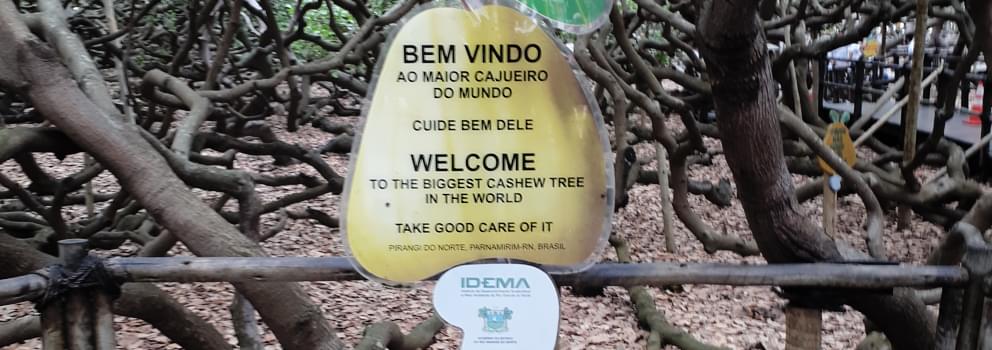 BEM VINDO
AO MAIOR CAJUEIRO
DO MUNDO
CUIDE BEM DELE
WELCOME
TO THE BIGGEST CASHEW TREE
IN THE WORLD
TAKE GOOD CARE OF IT
PIRANGI DO NORTE, PARNAMIRIM-RN, BRASIL
IDEMA